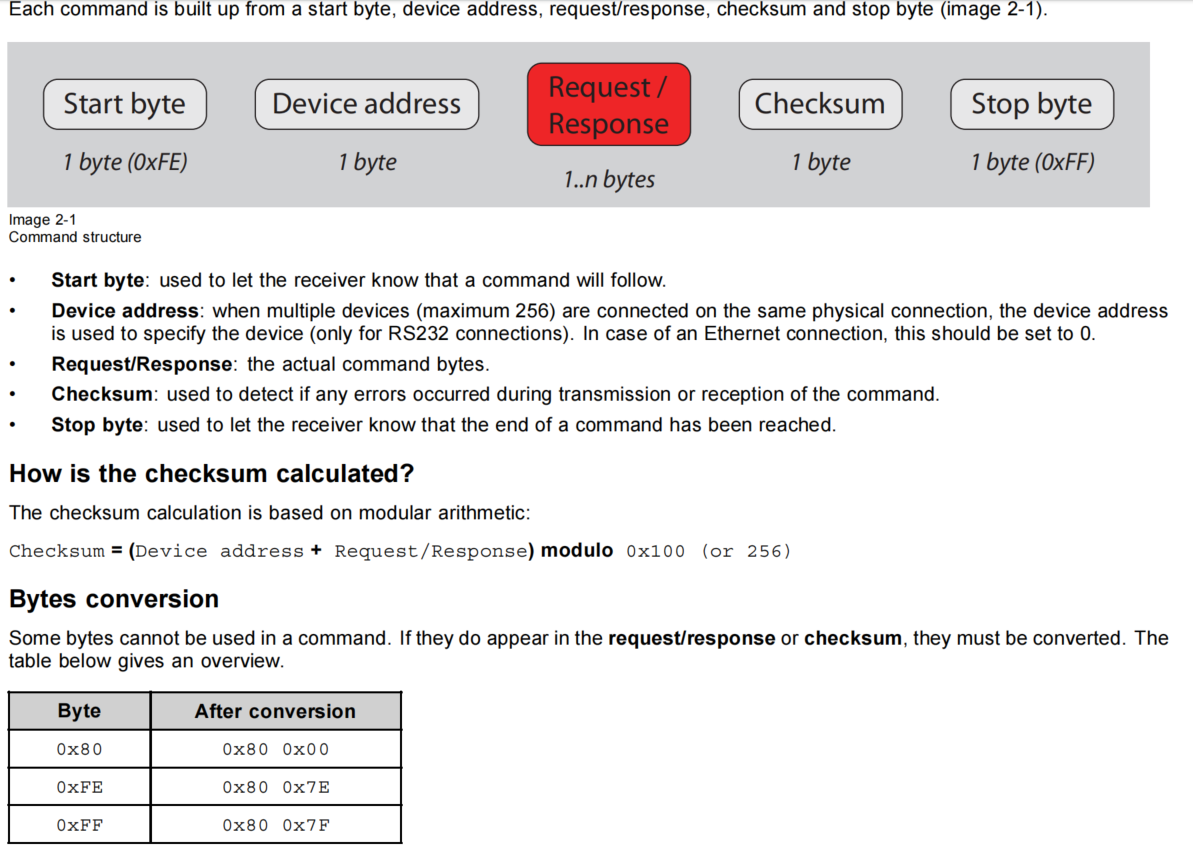 Each command is built up from a start byte, device address, request/response, checksum and stop byte (image 2-1).
Start byte
Device address
Request /
Response
Checksum
Stop byte
1 byte (0xFE)
1 byte
1..n bytes
1 byte
1 byte (0xFF)
Image 2-1
Command structure
• Start byte: used to let the receiver know that a command will follow.
• Device address: when multiple devices (maximum 256) are connected on the same physical connection, the device address
is used to specify the device (only for RS232 connections). In case of an Ethernet connection, this should be set to 0.
• Request/Response: the actual command bytes.
• Checksum: used to detect if any errors occurred during transmission or reception of the command.
• Stop byte: used to let the receiver know that the end of a command has been reached.
How is the checksum calculated?
The checksum calculation is based on modular arithmetic:
Checksum = (Device address + Request/Response) modulo 0x100 (or 256)
Bytes conversion
Some bytes cannot be used in a command. If they do appear in the request/response or checksum, they must be converted. The
table below gives an overview.
Byte After conversion
0x80 0x80 0x00
0xFE 0x80 0x7E
0xFF 0x80 0x7F